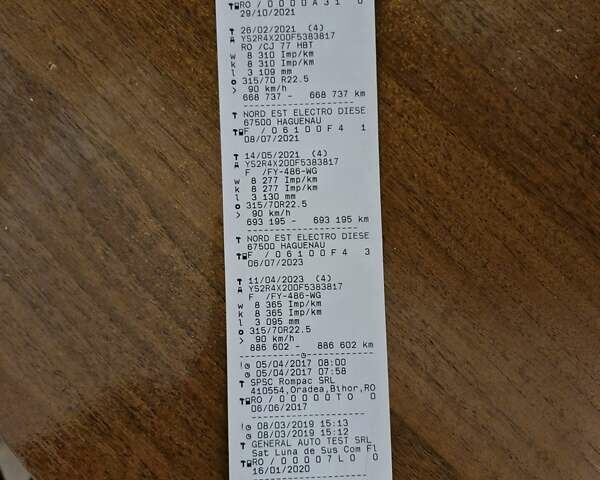 RO / 0 0 0 0 A 3 1 0
29/10/2021
26/02/2021 (4)
YS2R4X200F5383817
RO /CJ 77 HBT
w 8 310 Imp/km
k 8 310 Imp/km
l 3 109 mm
315/70 R22.5
> 90 km/h
668 737 - 668 737 km
--------------------
NORD EST ELECTRO DIESE
67500 HAGUENAU
F / 0 6 1 0 0 F 4 1
08/07/2021
14/05/2021 (4)
YS2R4X200F5383817
F /FY-486-WG
w 8 277 Imp/km
k 8 277 Imp/km
l 3 130 mm
315/70R22.5
> 90 km/h
693 195 - 693 195 km
--------------------
NORD EST ELECTRO DIESE
67500 HAGUENAU
F / 0 6 1 0 0 F 4 3
06/07/2023
11/04/2023 (4)
YS2R4X200F5383817
F /FY-486-WG
w 8 365 Imp/km
k 8 365 Imp/km
l 3 095 mm
315/70R22.5
> 90 km/h
886 602 - 886 602 km
--------------------
! 05/04/2017 08:00
05/04/2017 07:58
SPSC Rompac SRL
410554,Oradea,Bihor,RO
RO / 0 0 0 0 0 T 0 0
06/06/2017
--------------------
! 08/03/2019 15:13
08/03/2019 15:12
GENERAL AUTO TEST SRL
Sat Luna de Sus Com Fl
RO / 0 0 0 0 7 L 0 0
16/01/2020
--------------------